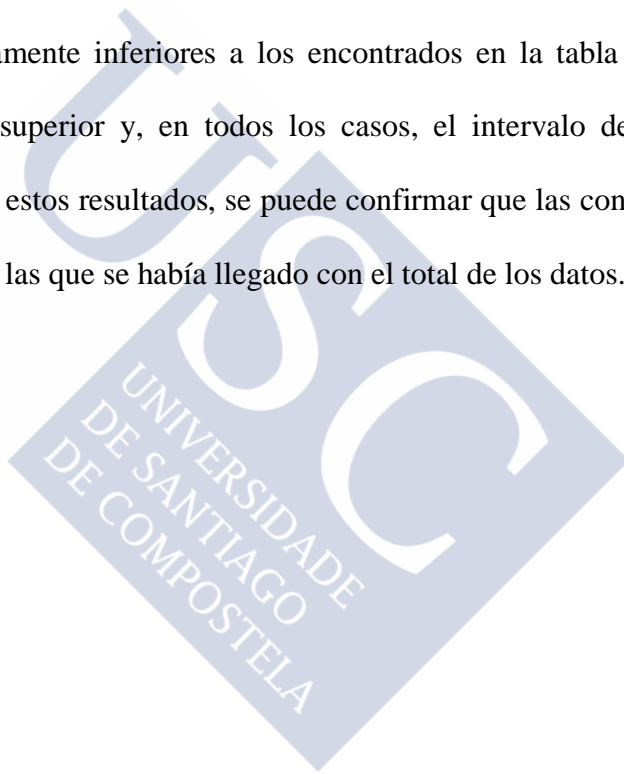 amente inferiores a los encontrados en la tabla
superior y, en todos los casos, el intervalo de
estos resultados, se puede confirmar que las con
las que se había llegado con el total de los datos.
USC
UNIVERSIDADE
DE SANTIAGO
DE COMPOSTELA